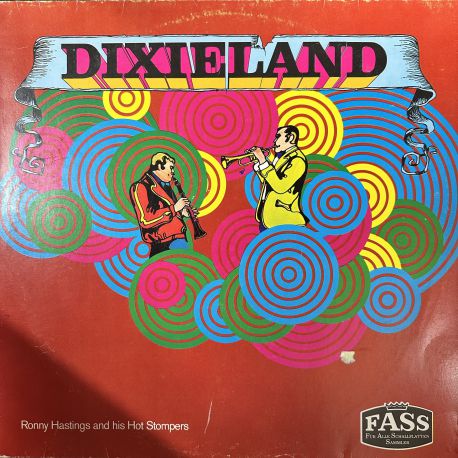 DIXIELAND
Ronny Hastings and his Hot Stompers
FASS
FÜR ALLE SCHALLPLATTEN
SAMMLER